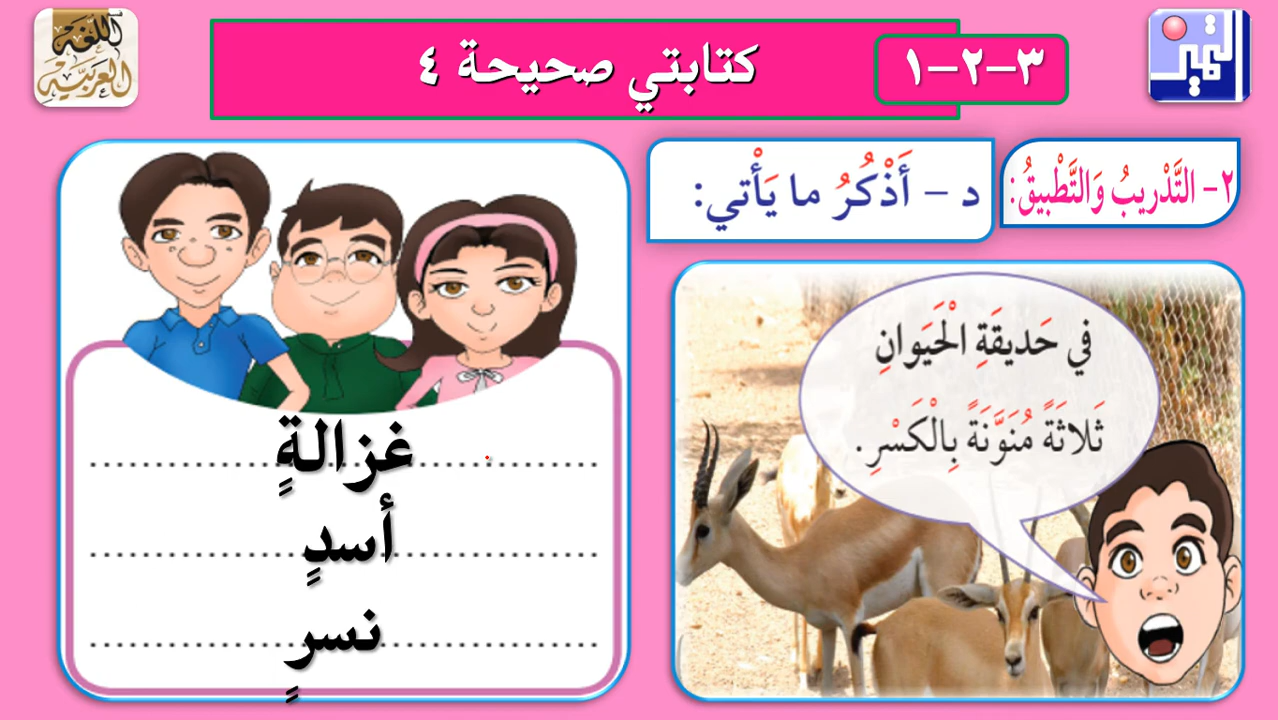 اللغة العربية
كتابتي صحيحة ٤
٣-٢-١
التميز
٢- التَّدْريبُ وَالتَّطْبيقُ:
د - أَذْكُرُ ما يَأْتي:
في حَديقَةِ الْحَيَوانِ
ثَلاثَةً مُنَوَّنَةً بِالْكَسْرِ.
غزالةٍ
أسدٍ
نسرٍ